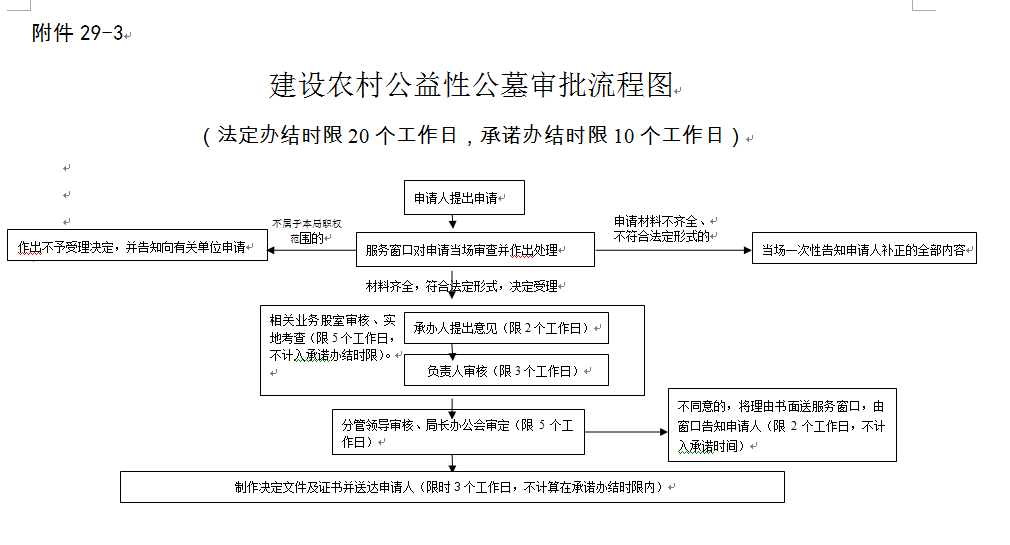 附件 29-3
建设农村公益性公墓审批流程图
（法定办结时限 20 个工作日，承诺办结时限 10 个工作日）
申请人提出申请
不属于本局职权
范围的
申请材料不齐全、
不符合法定形式的
作出不予受理决定，并告知向有关单位申请
服务窗口对申请当场审查并作出处理
当场一次性告知申请人补正的全部内容
材料齐全，符合法定形式，决定受理
相关业务股室审核、实
地考查（限 5 个工作日，
不计入承诺办结时限）。
承办人提出意见（限 2 个工作日）
负责人审核（限 3 个工作日）
分管领导审核、局长办公会审定（限 5 个工
作日）
不同意的，将理由书面送服务窗口，由
窗口告知申请人（限 2 个工作日，不计
入承诺时间）
制作决定文件及证书并送达申请人（限时 3 个工作日，不计算在承诺办结时限内）